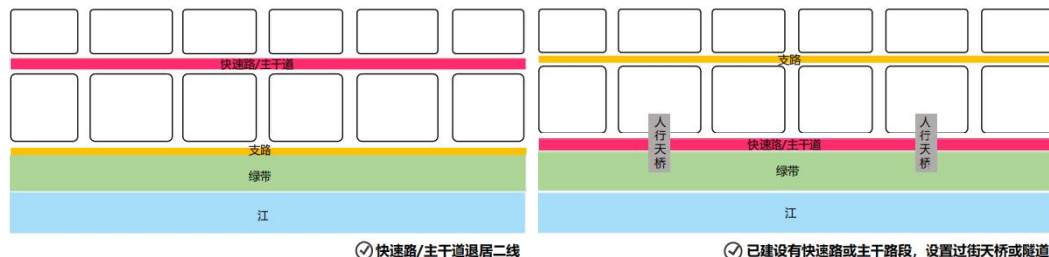 快速路/主干道
支路
绿带
江
快速路/主干道退居二线
支路
人行天桥
人行天桥
快速路/主干道
绿带
江
已建设有快速路或主干路段，设置过街天桥或隧道